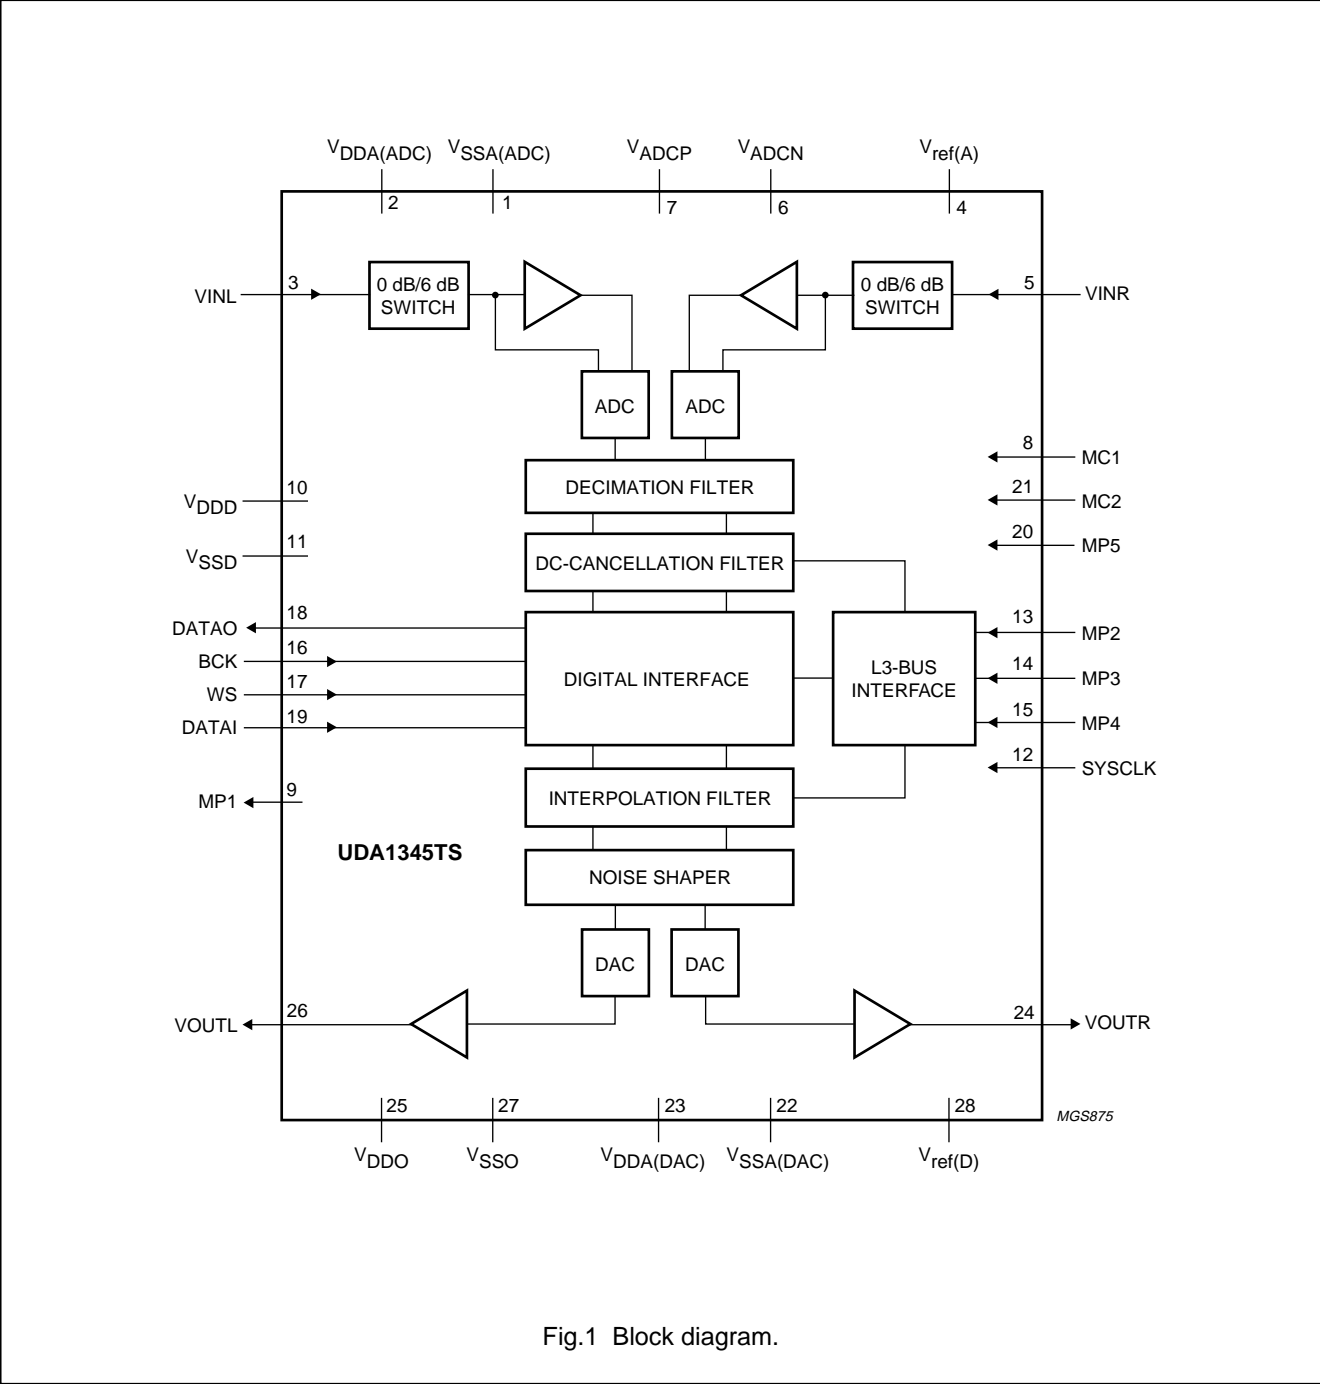 VDDA(ADC) VSSA(ADC) VADCP VADCN Vref(A)
2 1 7 6 4
VINL 3 0 dB/6 dB SWITCH 0 dB/6 dB SWITCH 5 VINR
ADC ADC
8 MC1
DECIMATION FILTER
VDDD 10
21 MC2
VSSD 11
20 MP5
DC-CANCELLATION FILTER
DATAO 18
13 MP2
BCK 16
DIGITAL INTERFACE
L3-BUS INTERFACE
14 MP3
WS 17
DATAI 19
15 MP4
12 SYSCLK
MP1 9
INTERPOLATION FILTER
UDA1345TS
NOISE SHAPER
DAC DAC
VOUTL 26
24 VOUTR
25 27 23 22 28
MGS875
VDDO VSSO VDDA(DAC) VSSA(DAC) Vref(D)
Fig.1 Block diagram.